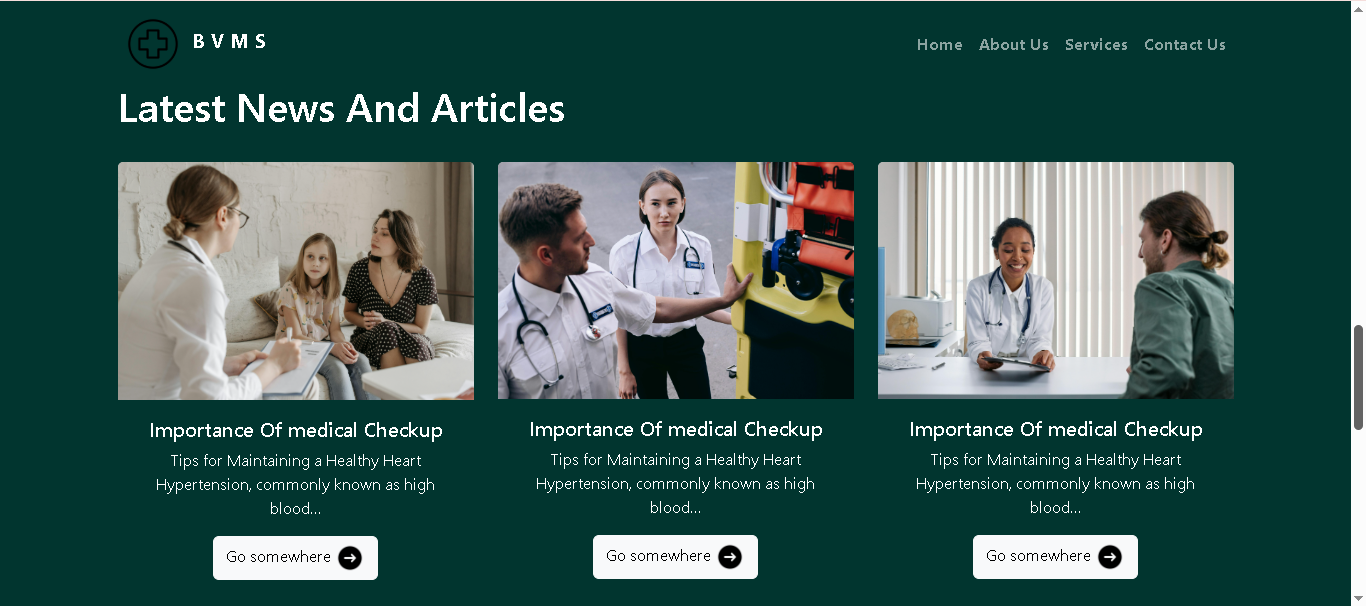 BVMS
Home About Us Services Contact Us
Latest News And Articles
Importance Of medical Checkup
Tips for Maintaining a Healthy Heart
Hypertension, commonly known as high
blood...
Go somewhere
Importance Of medical Checkup
Tips for Maintaining a Healthy Heart
Hypertension, commonly known as high
blood...
Go somewhere
Importance Of medical Checkup
Tips for Maintaining a Healthy Heart
Hypertension, commonly known as high
blood...
Go somewhere